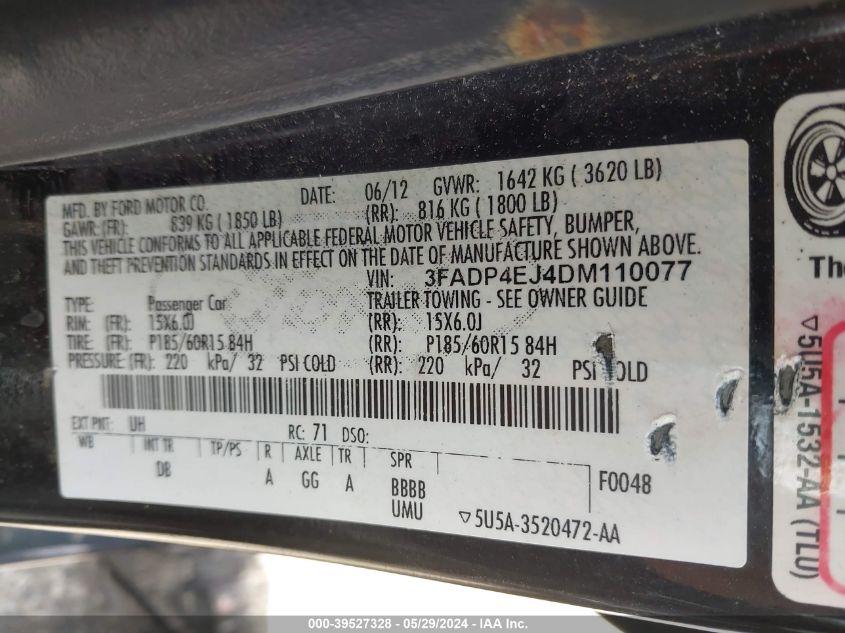 MFD. BY FORD MOTOR CO. DATE: 06/12 GVWR: 1642 KG ( 3620 LB)
GAWR: (FR): 839 KG ( 1850 LB) (RR): 816 KG ( 1800 LB)
THIS VEHICLE CONFORMS TO ALL APPLICABLE FEDERAL MOTOR VEHICLE SAFETY, BUMPER,
AND THEFT PREVENTION STANDARDS IN EFFECT ON THE DATE OF MANUFACTURE SHOWN ABOVE.
VIN: 3FADP4EJ4DM110077
TYPE: Passenger Car TRAILER TOWING - SEE OWNER GUIDE
RIM: (FR): 15X6.0J (RR): 15X6.0J
TIRE: (FR): P185/60R15 84H (RR): P185/60R15 84H
PRESSURE: (FR): 220 kPa/ 32 PSI COLD (RR): 220 kPa/ 32 PSI COLD
EXT PNT: UH RC: 71 DSO:
WB INT TR TP/PS R AXLE TR SPR
DB A GG A BBBB F0048
UMU ▽5U5A-3520472-AA
The
▽5U5A-1532-AA (TLU)
000-39527328 - 05/29/2024 - IAA Inc.